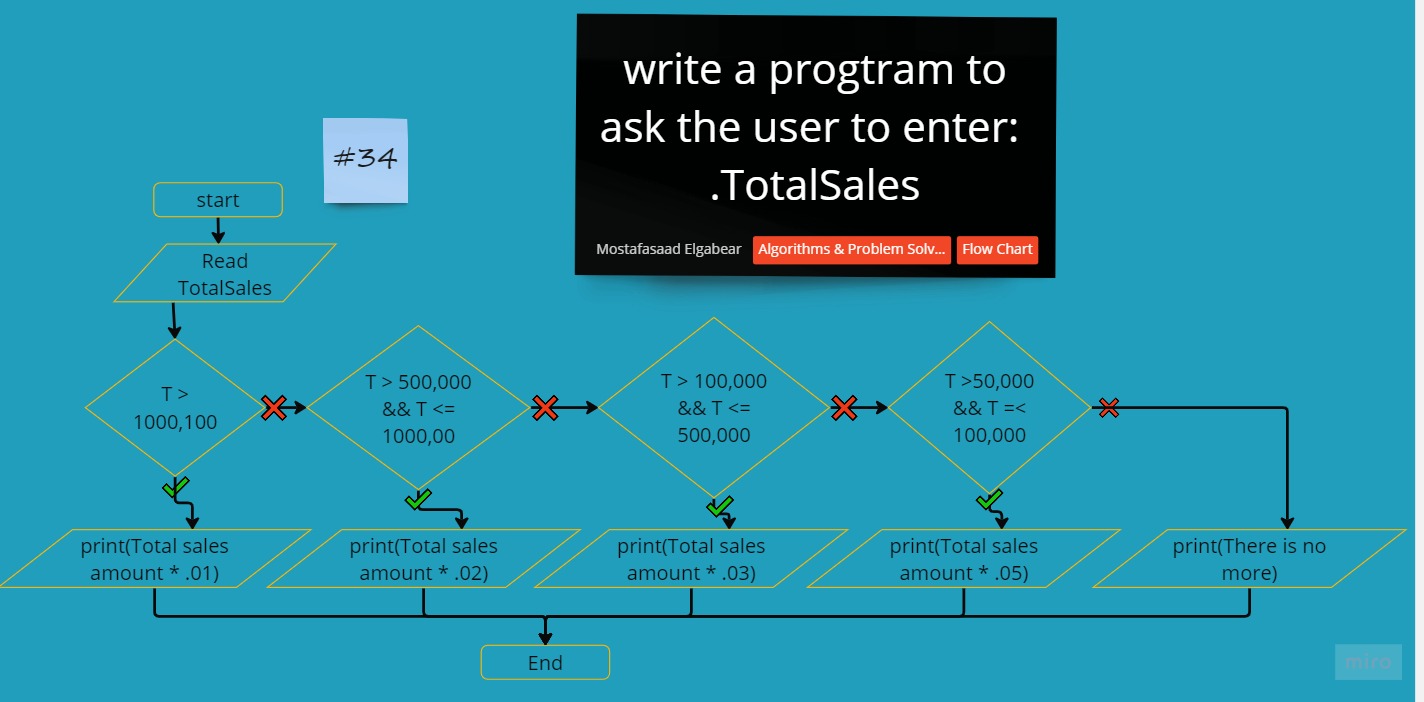 write a progtram to
ask the user to enter:
.TotalSales
Mostafasaad Elgabear
Algorithms & Problem Solv...
Flow Chart
#34
start
Read
TotalSales
T >
1000,100
T > 500,000
&& T <=
1000,00
T > 100,000
&& T <=
500,000
T >50,000
&& T =<
100,000
print(Total sales
amount * .01)
print(Total sales
amount * .02)
print(Total sales
amount * .03)
print(Total sales
amount * .05)
print(There is no
more)
End
miro